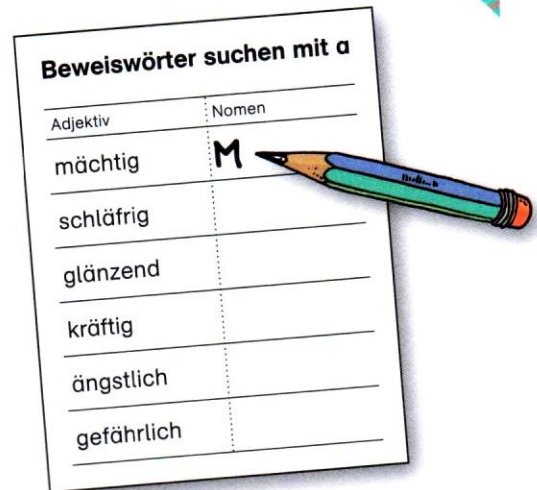 Beweiswörter suchen mit a
Adjektiv Nomen
mächtig M
schläfrig
glänzend
kräftig
ängstlich
gefährlich